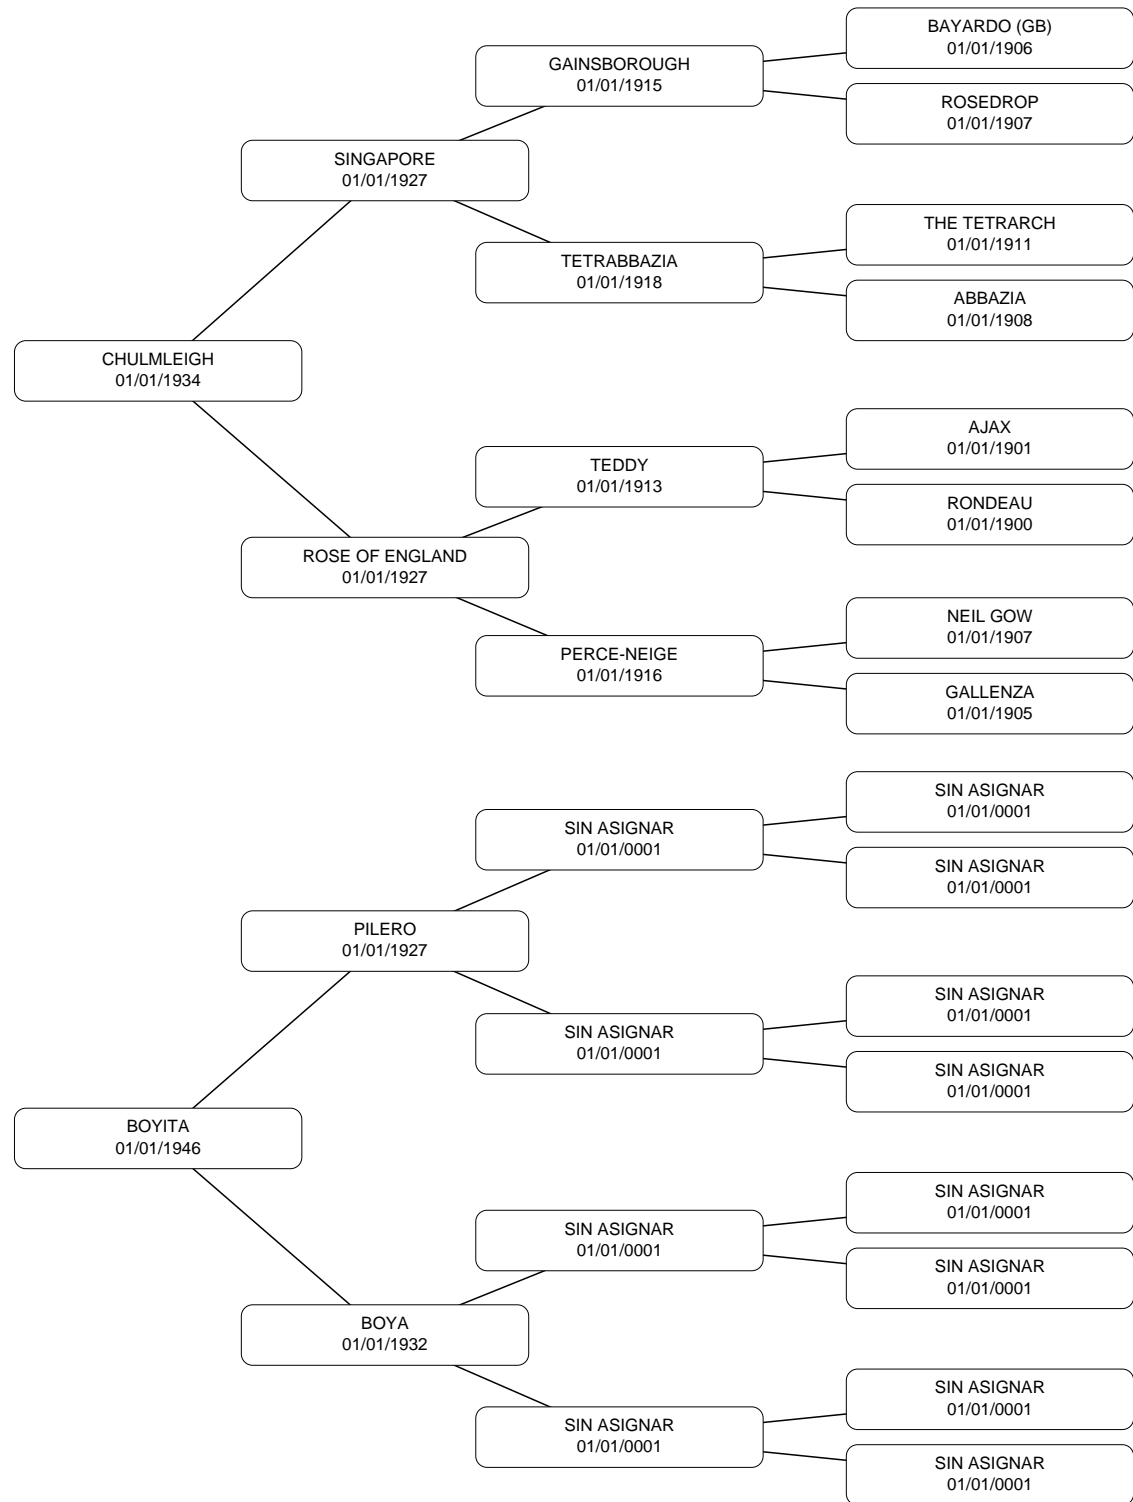 BAYARDO (GB)
01/01/1906
GAINSBOROUGH
01/01/1915
ROSEDROP
01/01/1907
SINGAPORE
01/01/1927
THE TETRARCH
01/01/1911
TETRABBAZIA
01/01/1918
ABBAZIA
01/01/1908
CHULMLEIGH
01/01/1934
AJAX
01/01/1901
TEDDY
01/01/1913
RONDEAU
01/01/1900
ROSE OF ENGLAND
01/01/1927
NEIL GOW
01/01/1907
PERCE-NEIGE
01/01/1916
GALLENZA
01/01/1905
SIN ASIGNAR
01/01/0001
SIN ASIGNAR
01/01/0001
SIN ASIGNAR
01/01/0001
PILERO
01/01/1927
SIN ASIGNAR
01/01/0001
SIN ASIGNAR
01/01/0001
SIN ASIGNAR
01/01/0001
BOYITA
01/01/1946
SIN ASIGNAR
01/01/0001
SIN ASIGNAR
01/01/0001
SIN ASIGNAR
01/01/0001
BOYA
01/01/1932
SIN ASIGNAR
01/01/0001
SIN ASIGNAR
01/01/0001
SIN ASIGNAR
01/01/0001